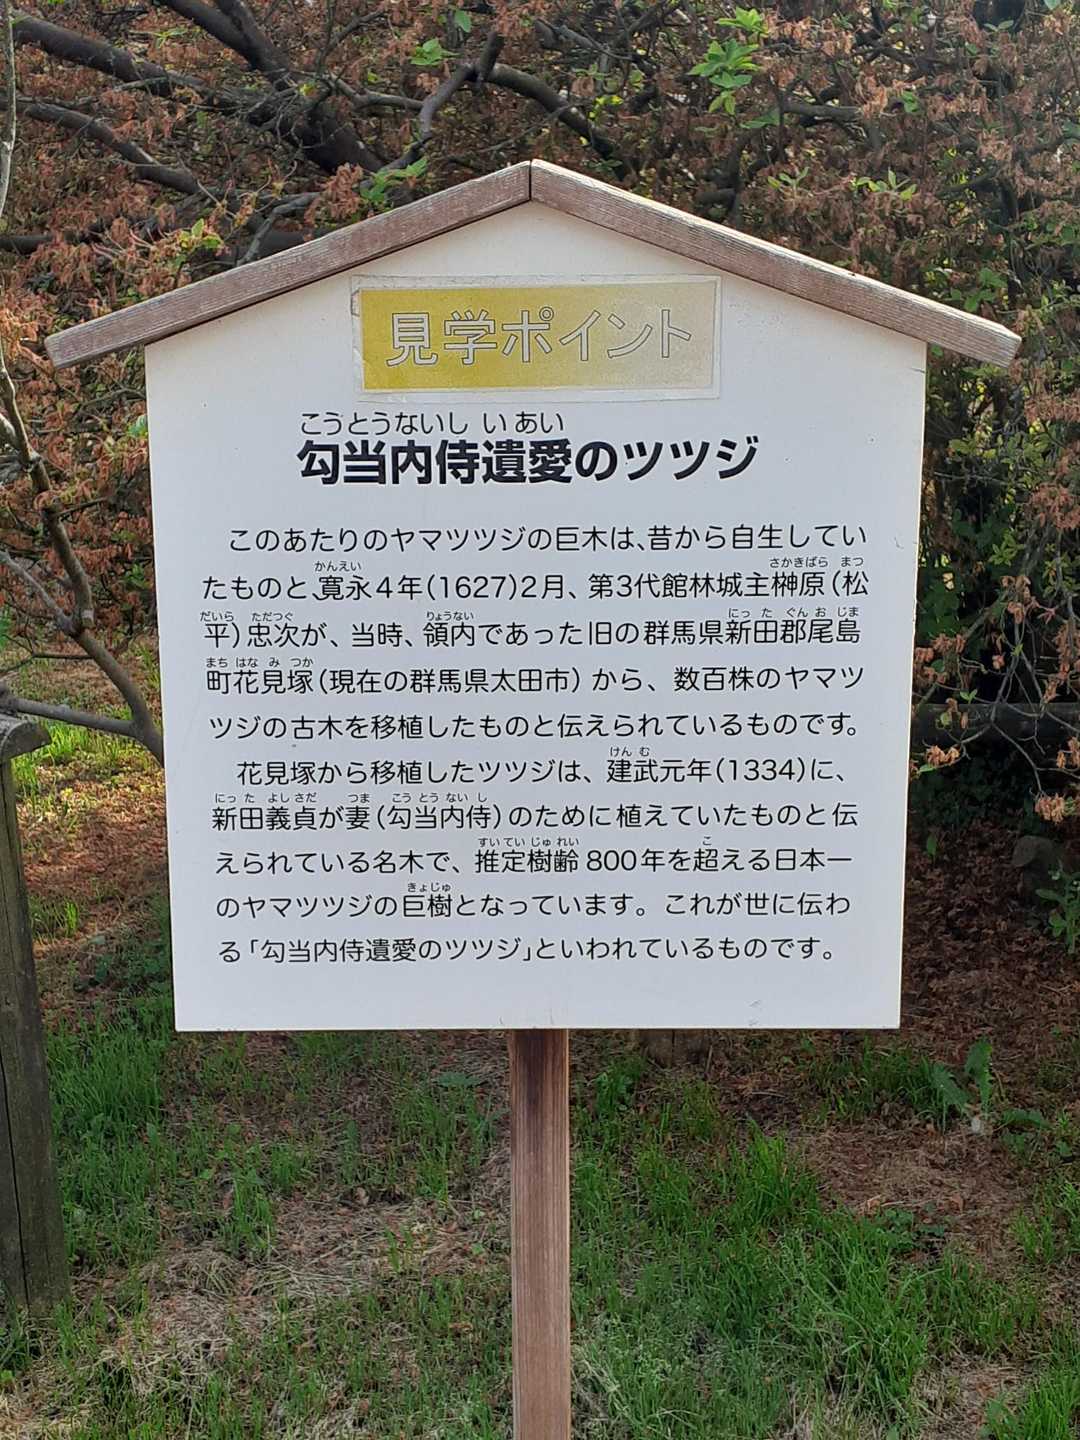 見学ポイント
こうとうないし い あい
勾当内侍遺愛のツツジ
このあたりのヤマツツジの巨木は、昔から自生してい
かんえい さかきばら まつ
たものと、寛永4年(1627)2月、第3代館林城主榊原(松
だいら ただつぐ りょうない にっ た ぐん お じま
平)忠次が、当時、領内であった旧の群馬県新田郡尾島
まち はな み つか
町花見塚(現在の群馬県太田市)から、数百株のヤマツ
ツジの古木を移植したものと伝えられているものです。
けん む
花見塚から移植したツツジは、建武元年(1334)に、
にっ た よし さだ つま こう とう ない し
新田義貞が妻(勾当内侍)のために植えていたものと伝
すい てい じゅ れい こ
えられている名木で、推定樹齢800年を超える日本一
きょじゅ
のヤマツツジの巨樹となっています。これが世に伝わ
る「勾当内侍遺愛のツツジ」といわれているものです。